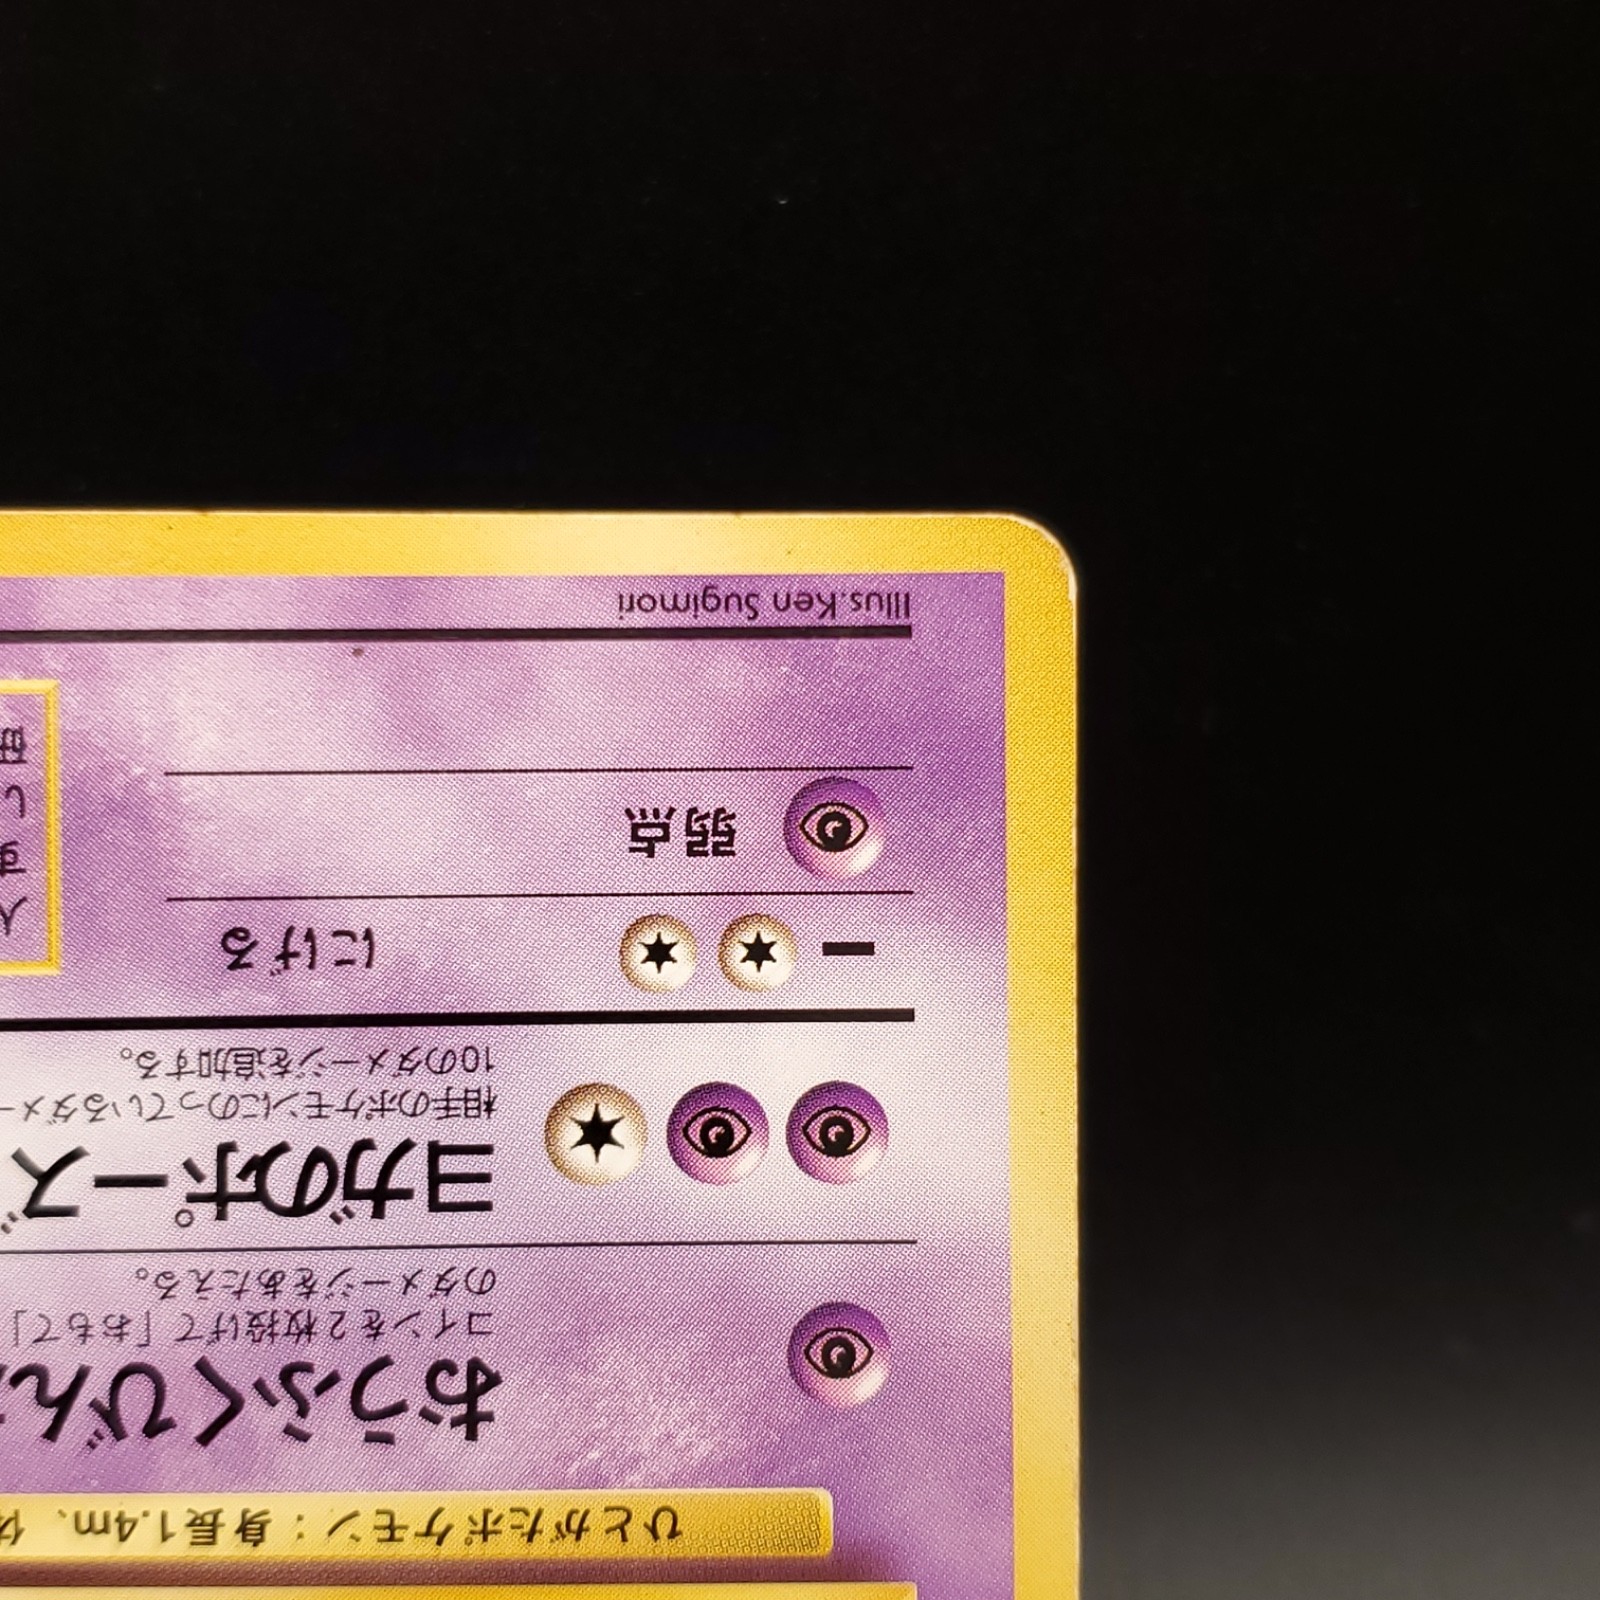 ひとがたポケモン：身長1.4m、体
おうふくびん
コインを2枚投げて「おもて」
のダメージをあたえる。
ヨガのポーズ
相手のポケモンにのっているダメー
10のダメージを追加する。
にげる
弱点
入
す
し
Illus.Ken Sugimori